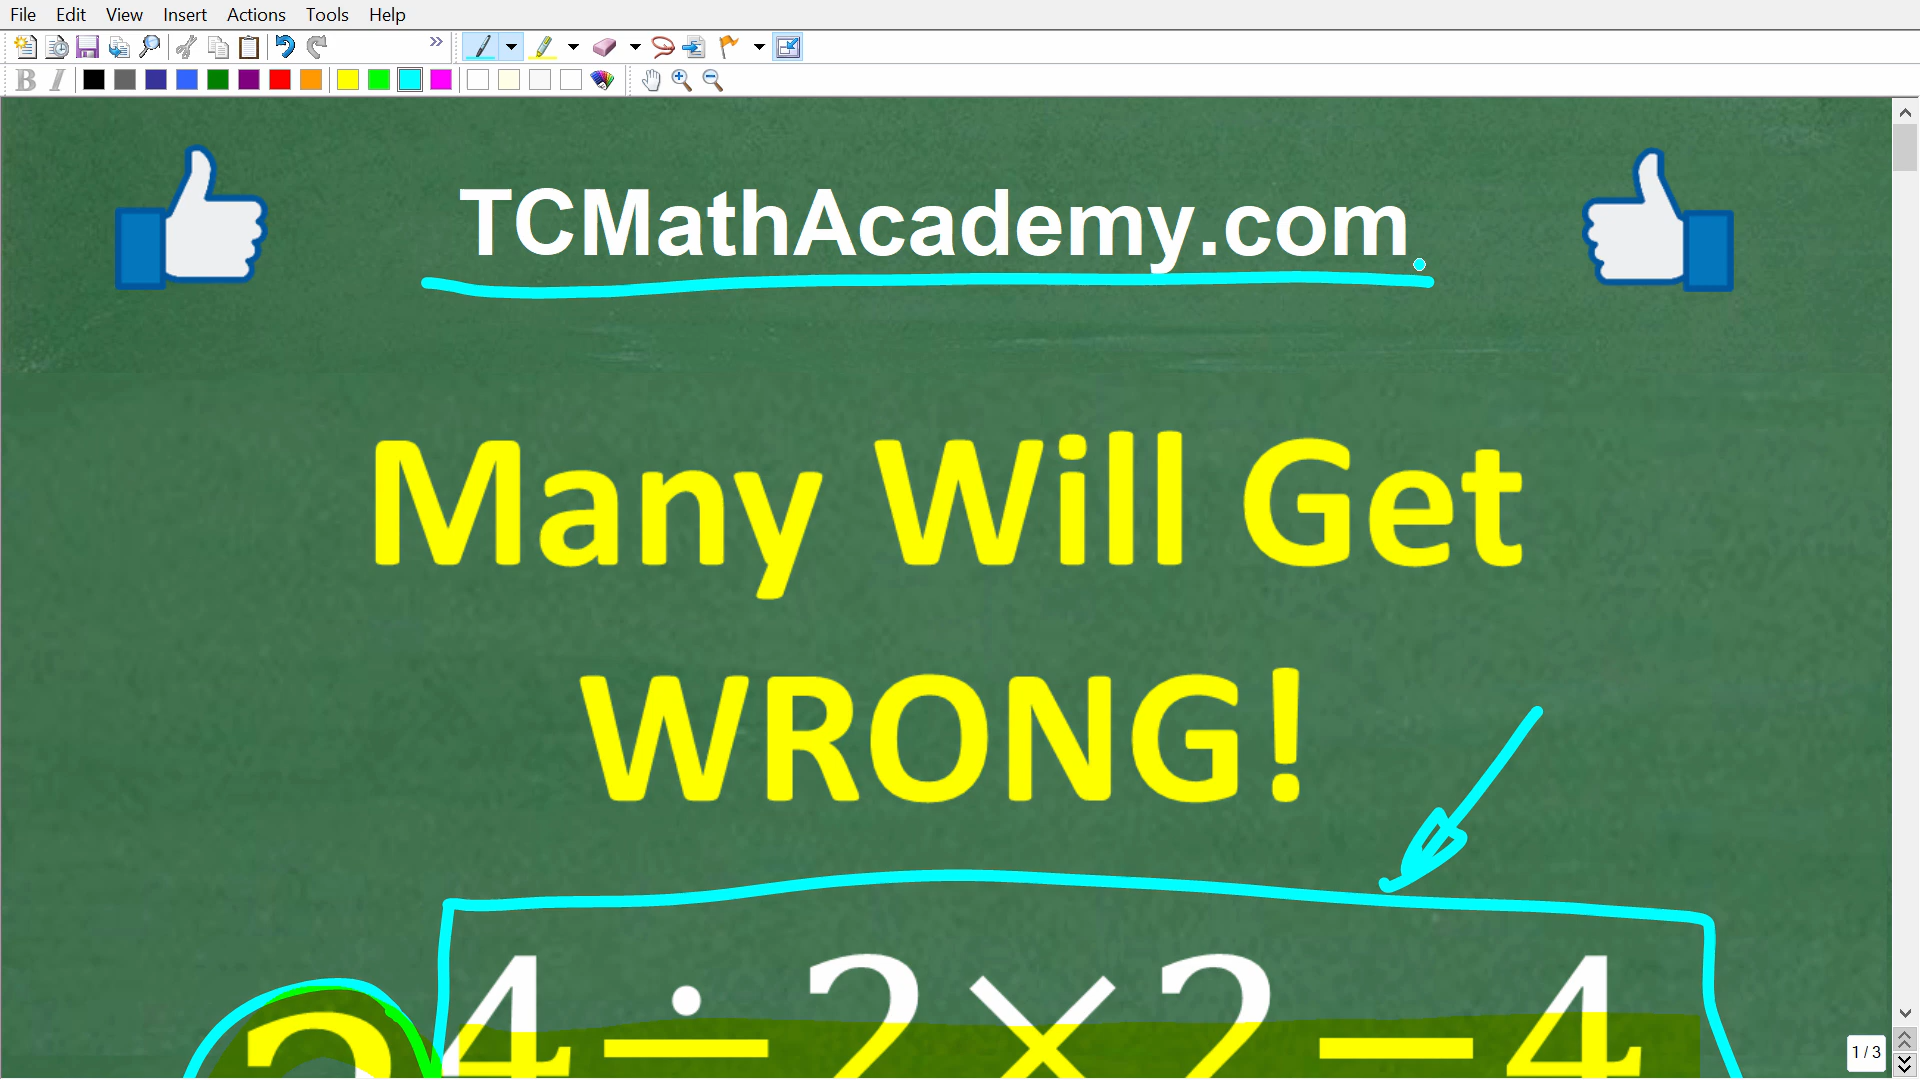 File Edit View Insert Actions Tools Help
B I
TCMathAcademy.com
Many Will Get
WRONG!
4÷2×2−4
1 / 3